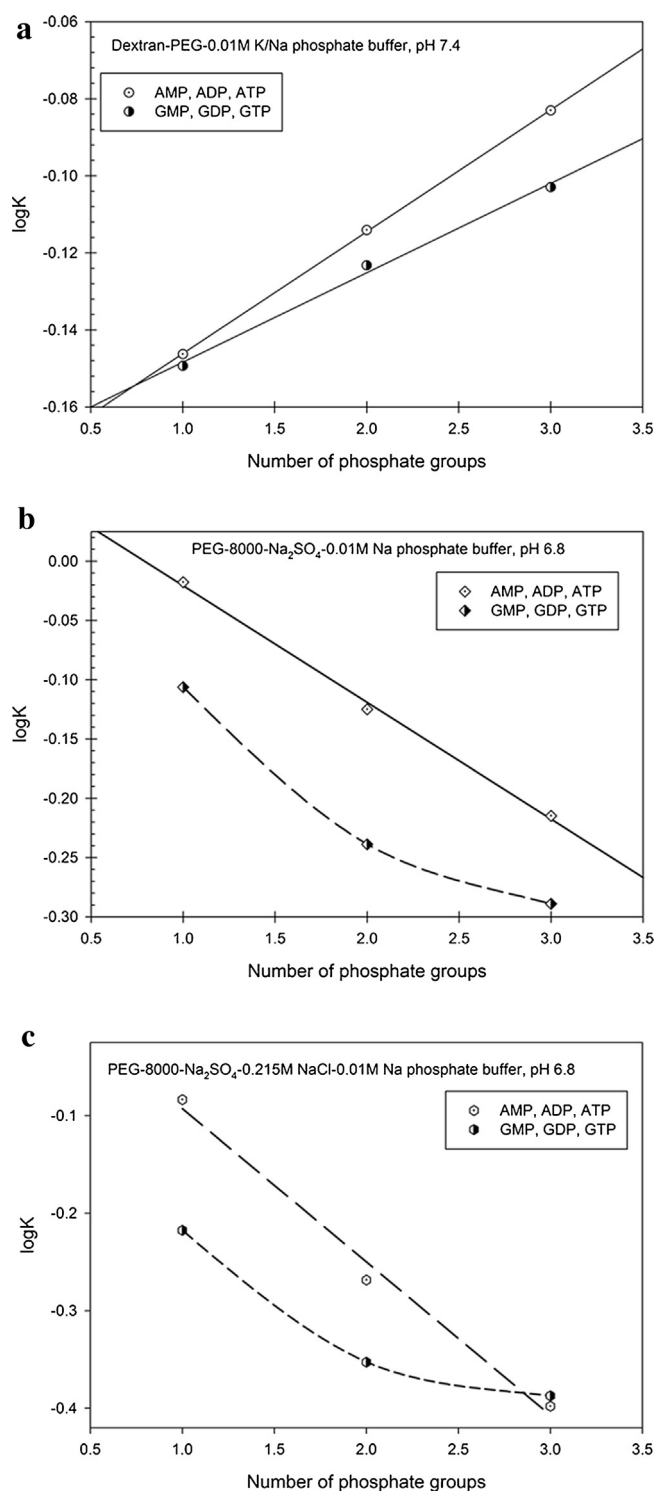 a
Dextran-PEG-0.01M K/Na phosphate buffer, pH 7.4
AMP, ADP, ATP
GMP, GDP, GTP
logK
-0.06
-0.08
-0.10
-0.12
-0.14
-0.16
0.5 1.0 1.5 2.0 2.5 3.0 3.5
Number of phosphate groups
b
PEG-8000-Na₂SO₄-0.01M Na phosphate buffer, pH 6.8
AMP, ADP, ATP
GMP, GDP, GTP
logK
0.00
-0.05
-0.10
-0.15
-0.20
-0.25
-0.30
0.5 1.0 1.5 2.0 2.5 3.0 3.5
Number of phosphate groups
c
PEG-8000-Na₂SO₄-0.215M NaCl-0.01M Na phosphate buffer, pH 6.8
AMP, ADP, ATP
GMP, GDP, GTP
logK
-0.1
-0.2
-0.3
-0.4
0.5 1.0 1.5 2.0 2.5 3.0 3.5
Number of phosphate groups